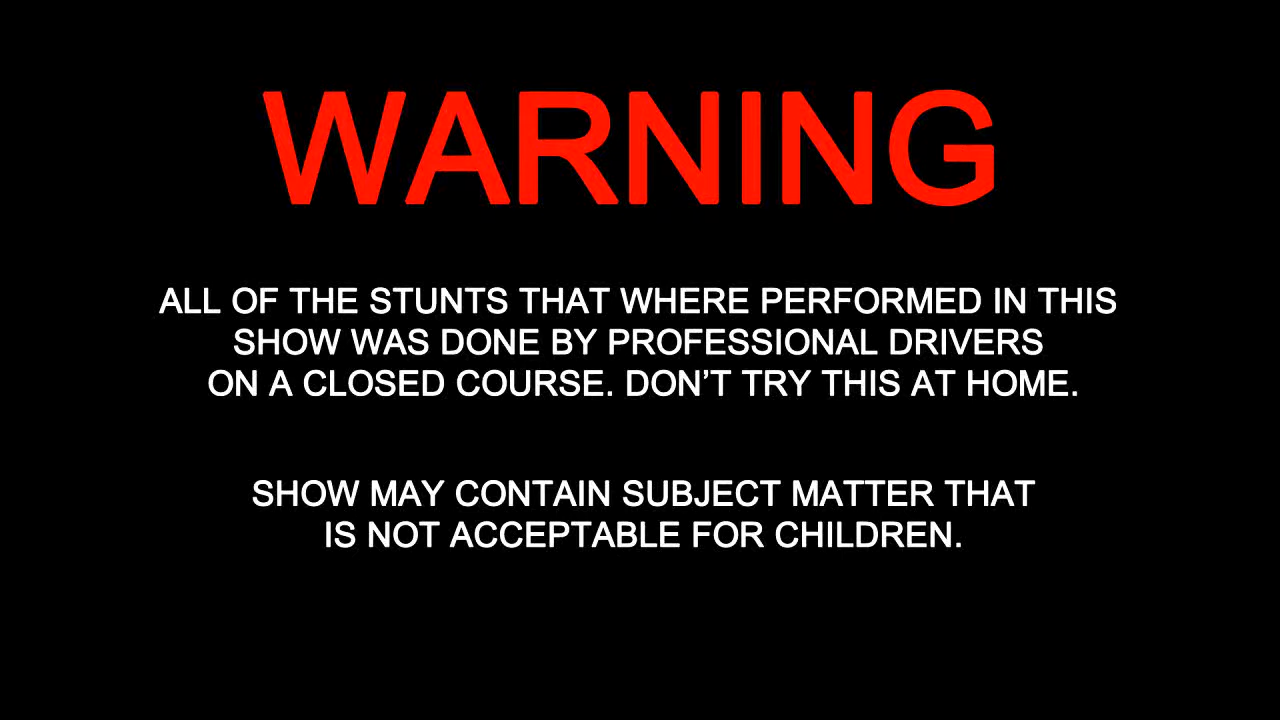 WARNING
ALL OF THE STUNTS THAT WHERE PERFORMED IN THIS
SHOW WAS DONE BY PROFESSIONAL DRIVERS
ON A CLOSED COURSE. DON’T TRY THIS AT HOME.
SHOW MAY CONTAIN SUBJECT MATTER THAT
IS NOT ACCEPTABLE FOR CHILDREN.